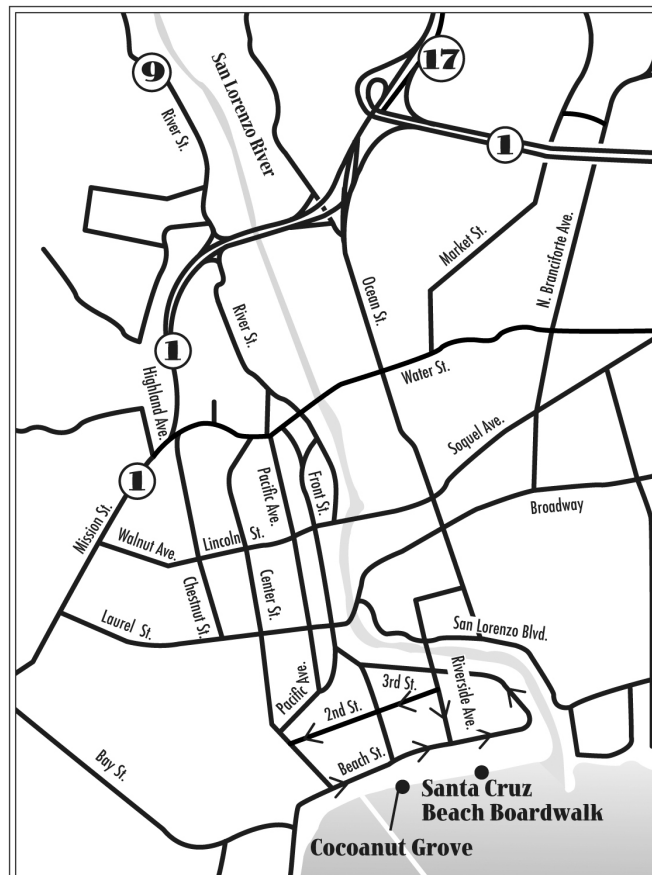 9
17
San Lorenzo River
River St.
1
Market St.
N. Branciforte Ave.
Ocean St.
River St.
1
Highland Ave.
Water St.
Soquel Ave.
1
Pacific Ave.
Front St.
Mission St.
Broadway
Walnut Ave.
Lincoln St.
Chestnut St.
Center St.
Laurel St.
San Lorenzo Blvd.
Pacific
Ave.
3rd St.
Riverside Ave.
2nd St.
Bay St.
Beach St.
Santa Cruz
Beach Boardwalk
Cocoanut Grove